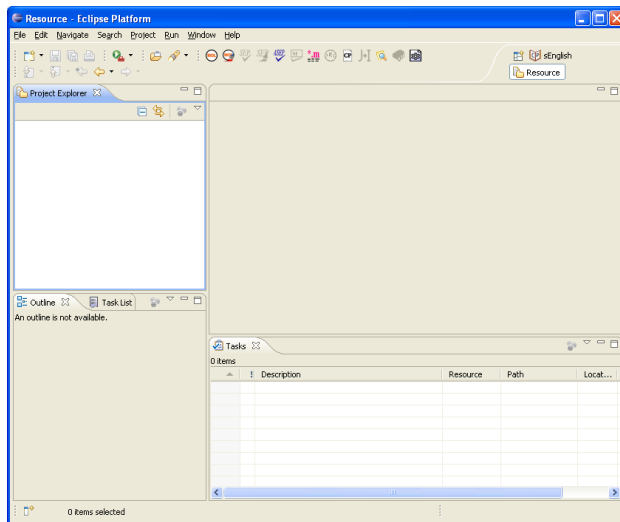 Resource - Eclipse Platform
File Edit Navigate Search Project Run Window Help
sEnglish
Resource
Project Explorer
Outline
Task List
An outline is not available.
Tasks
0 items
! Description Resource Path Locat...
0 items selected